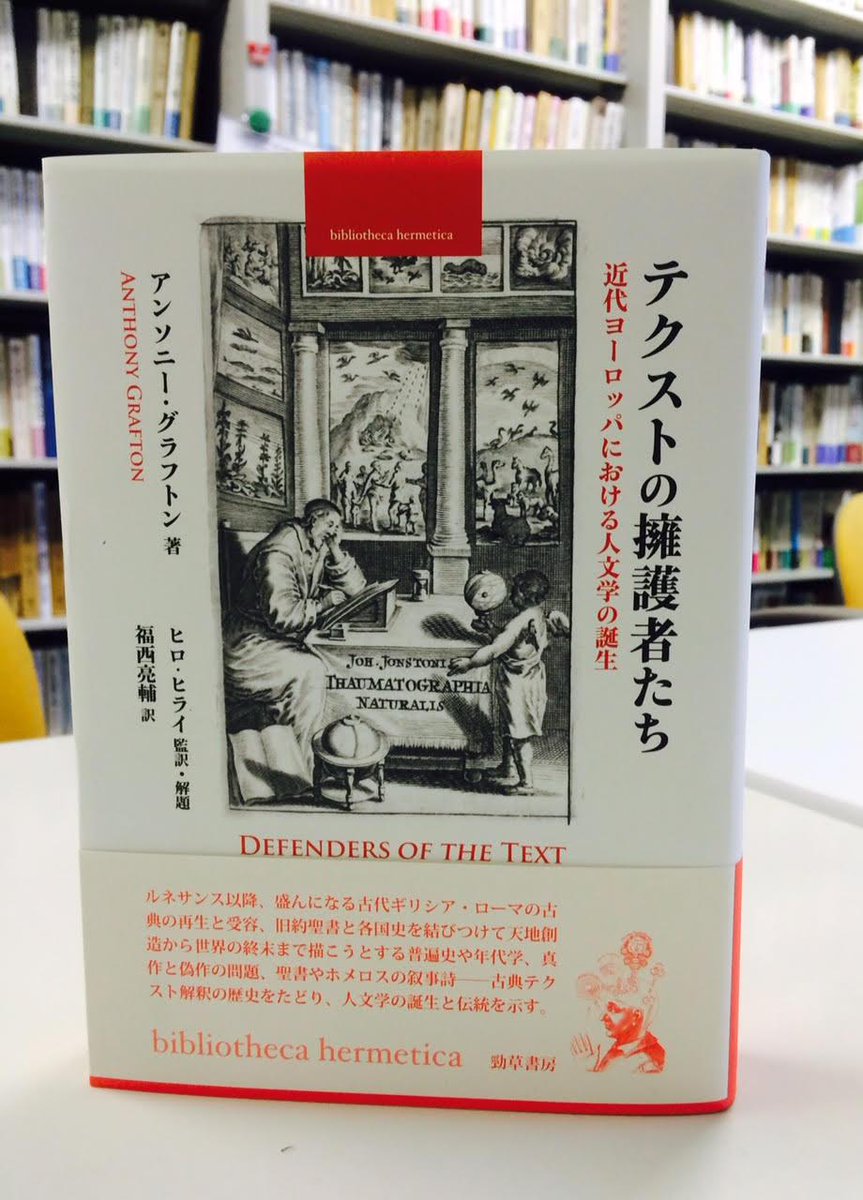 bibliotheca hermetica
テクストの擁護者たち
近代ヨーロッパにおける人文学の誕生
アンソニー・グラフトン 著
ANTHONY GRAFTON
ヒロ・ヒライ 監訳・解題
福西亮輔 訳
JOH. JONSTONI
THAUMATOGRAPHIA
NATURALIS
DEFENDERS OF THE TEXT
ルネサンス以降、盛んになる古代ギリシア・ローマの古
典の再生と受容、旧約聖書と各国史を結びつけて天地創
造から世界の終末まで描こうとする普遍史や年代学、真
作と偽作の問題、聖書やホメロスの叙事詩──古典テク
スト解釈の歴史をたどり、人文学の誕生と伝統を示す。
bibliotheca hermetica
勁草書房